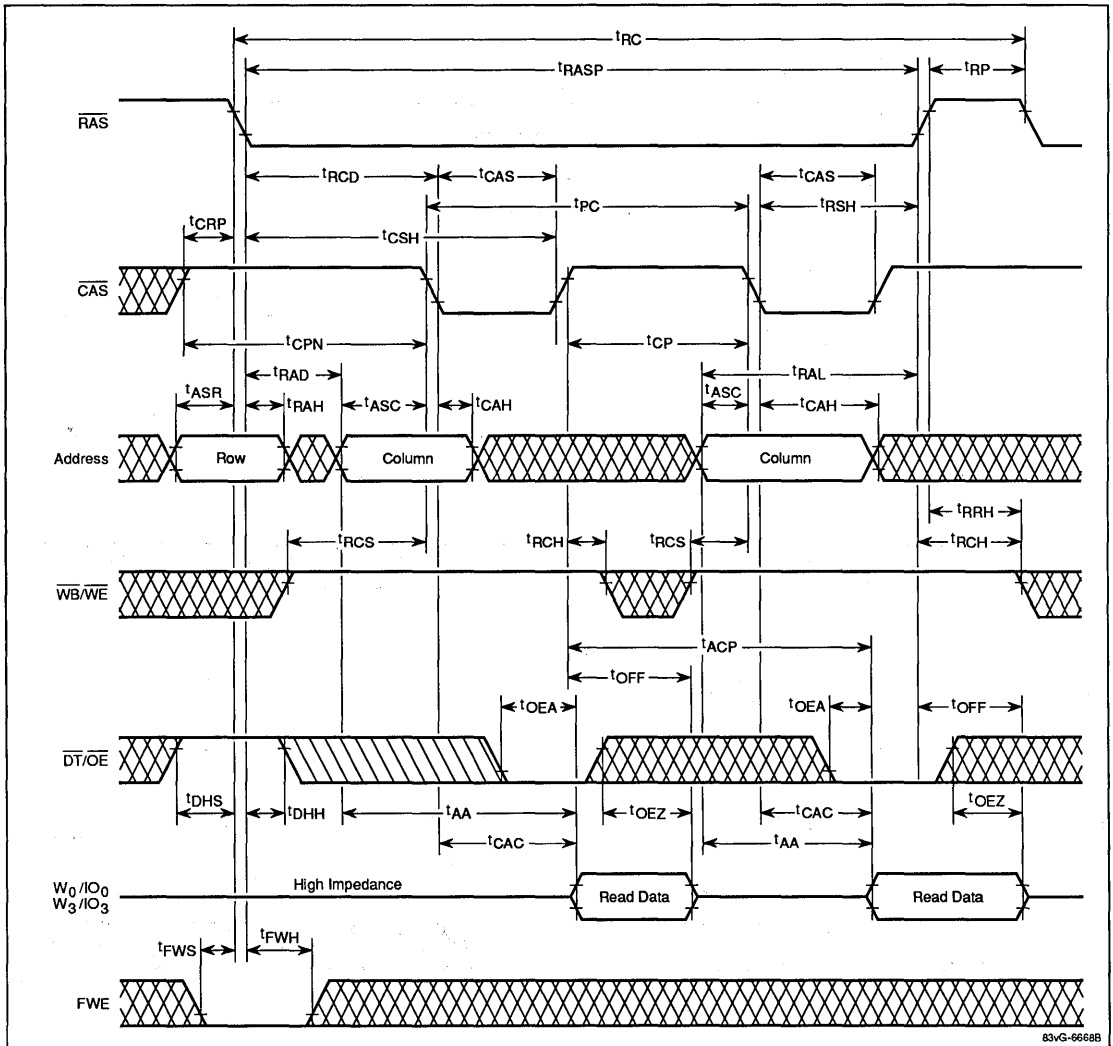 tRC
tRASP
tRP
RAS
tRCD
tCAS
tCAS
tPC
tRSH
tCRP
tCSH
CAS
tCPN
tCP
tRAD
tRAL
tASR
tRAH
tASC
tCAH
tASC
tCAH
Address
Row
Column
Column
tRRH
tRCS
tRCH
tRCS
tRCH
WB/WE
tACP
tOFF
tOEA
tOEA
tOFF
DT/OE
tDHS
tDHH
tAA
tOEZ
tCAC
tOEZ
tCAC
tAA
W0/IO0
W3/IO3
High Impedance
Read Data
Read Data
tFWS
tFWH
FWE
83vG-6668B